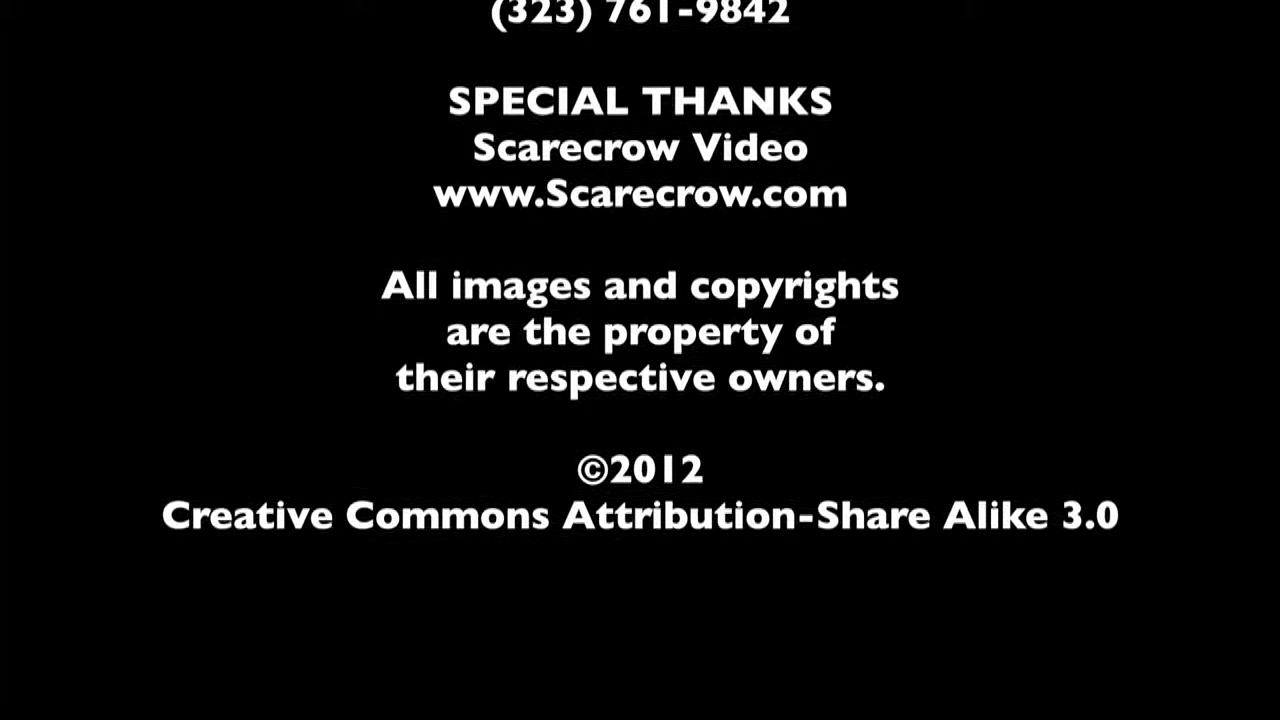 (323) 761-9842
SPECIAL THANKS
Scarecrow Video
www.Scarecrow.com
All images and copyrights
are the property of
their respective owners.
©2012
Creative Commons Attribution-Share Alike 3.0